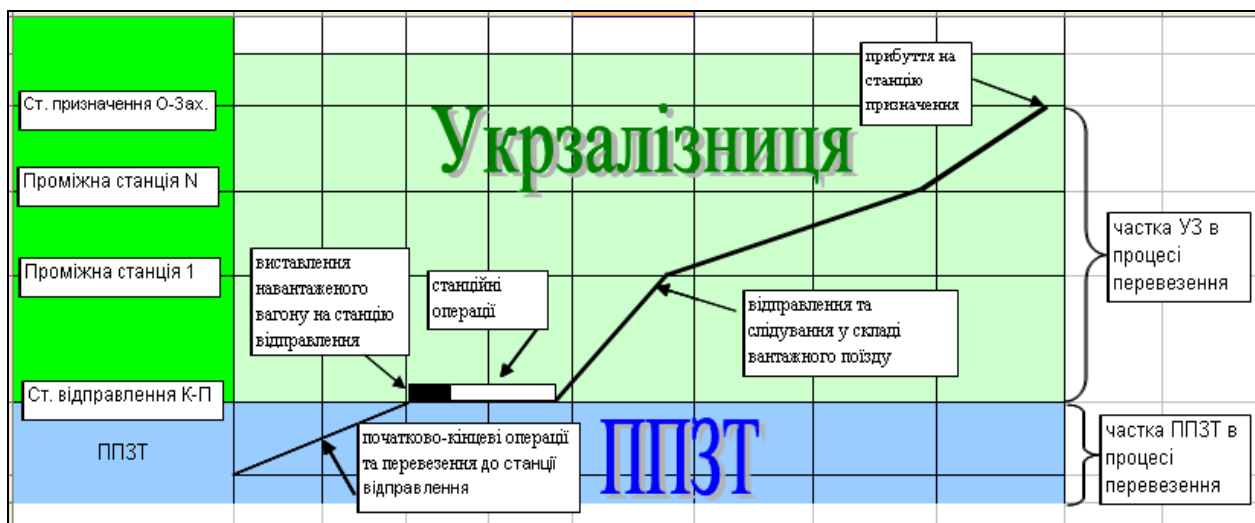 прибуття на
станцію
призначення
Ст. призначення О-Зах.
Укрзалізниця
Проміжна станція N
частка УЗ в
процесі
перевезення
виставлення
навантаженого
вагону на станцію
відправлення
станційні
операції
Проміжна станція 1
відправлення та
слідування у складі
вантажного поїзду
Ст. відправлення К-П
ППЗТ
початково-кінцеві операції
та перевезення до станції
відправлення
ППЗТ
частка ППЗТ в
процесі
перевезення